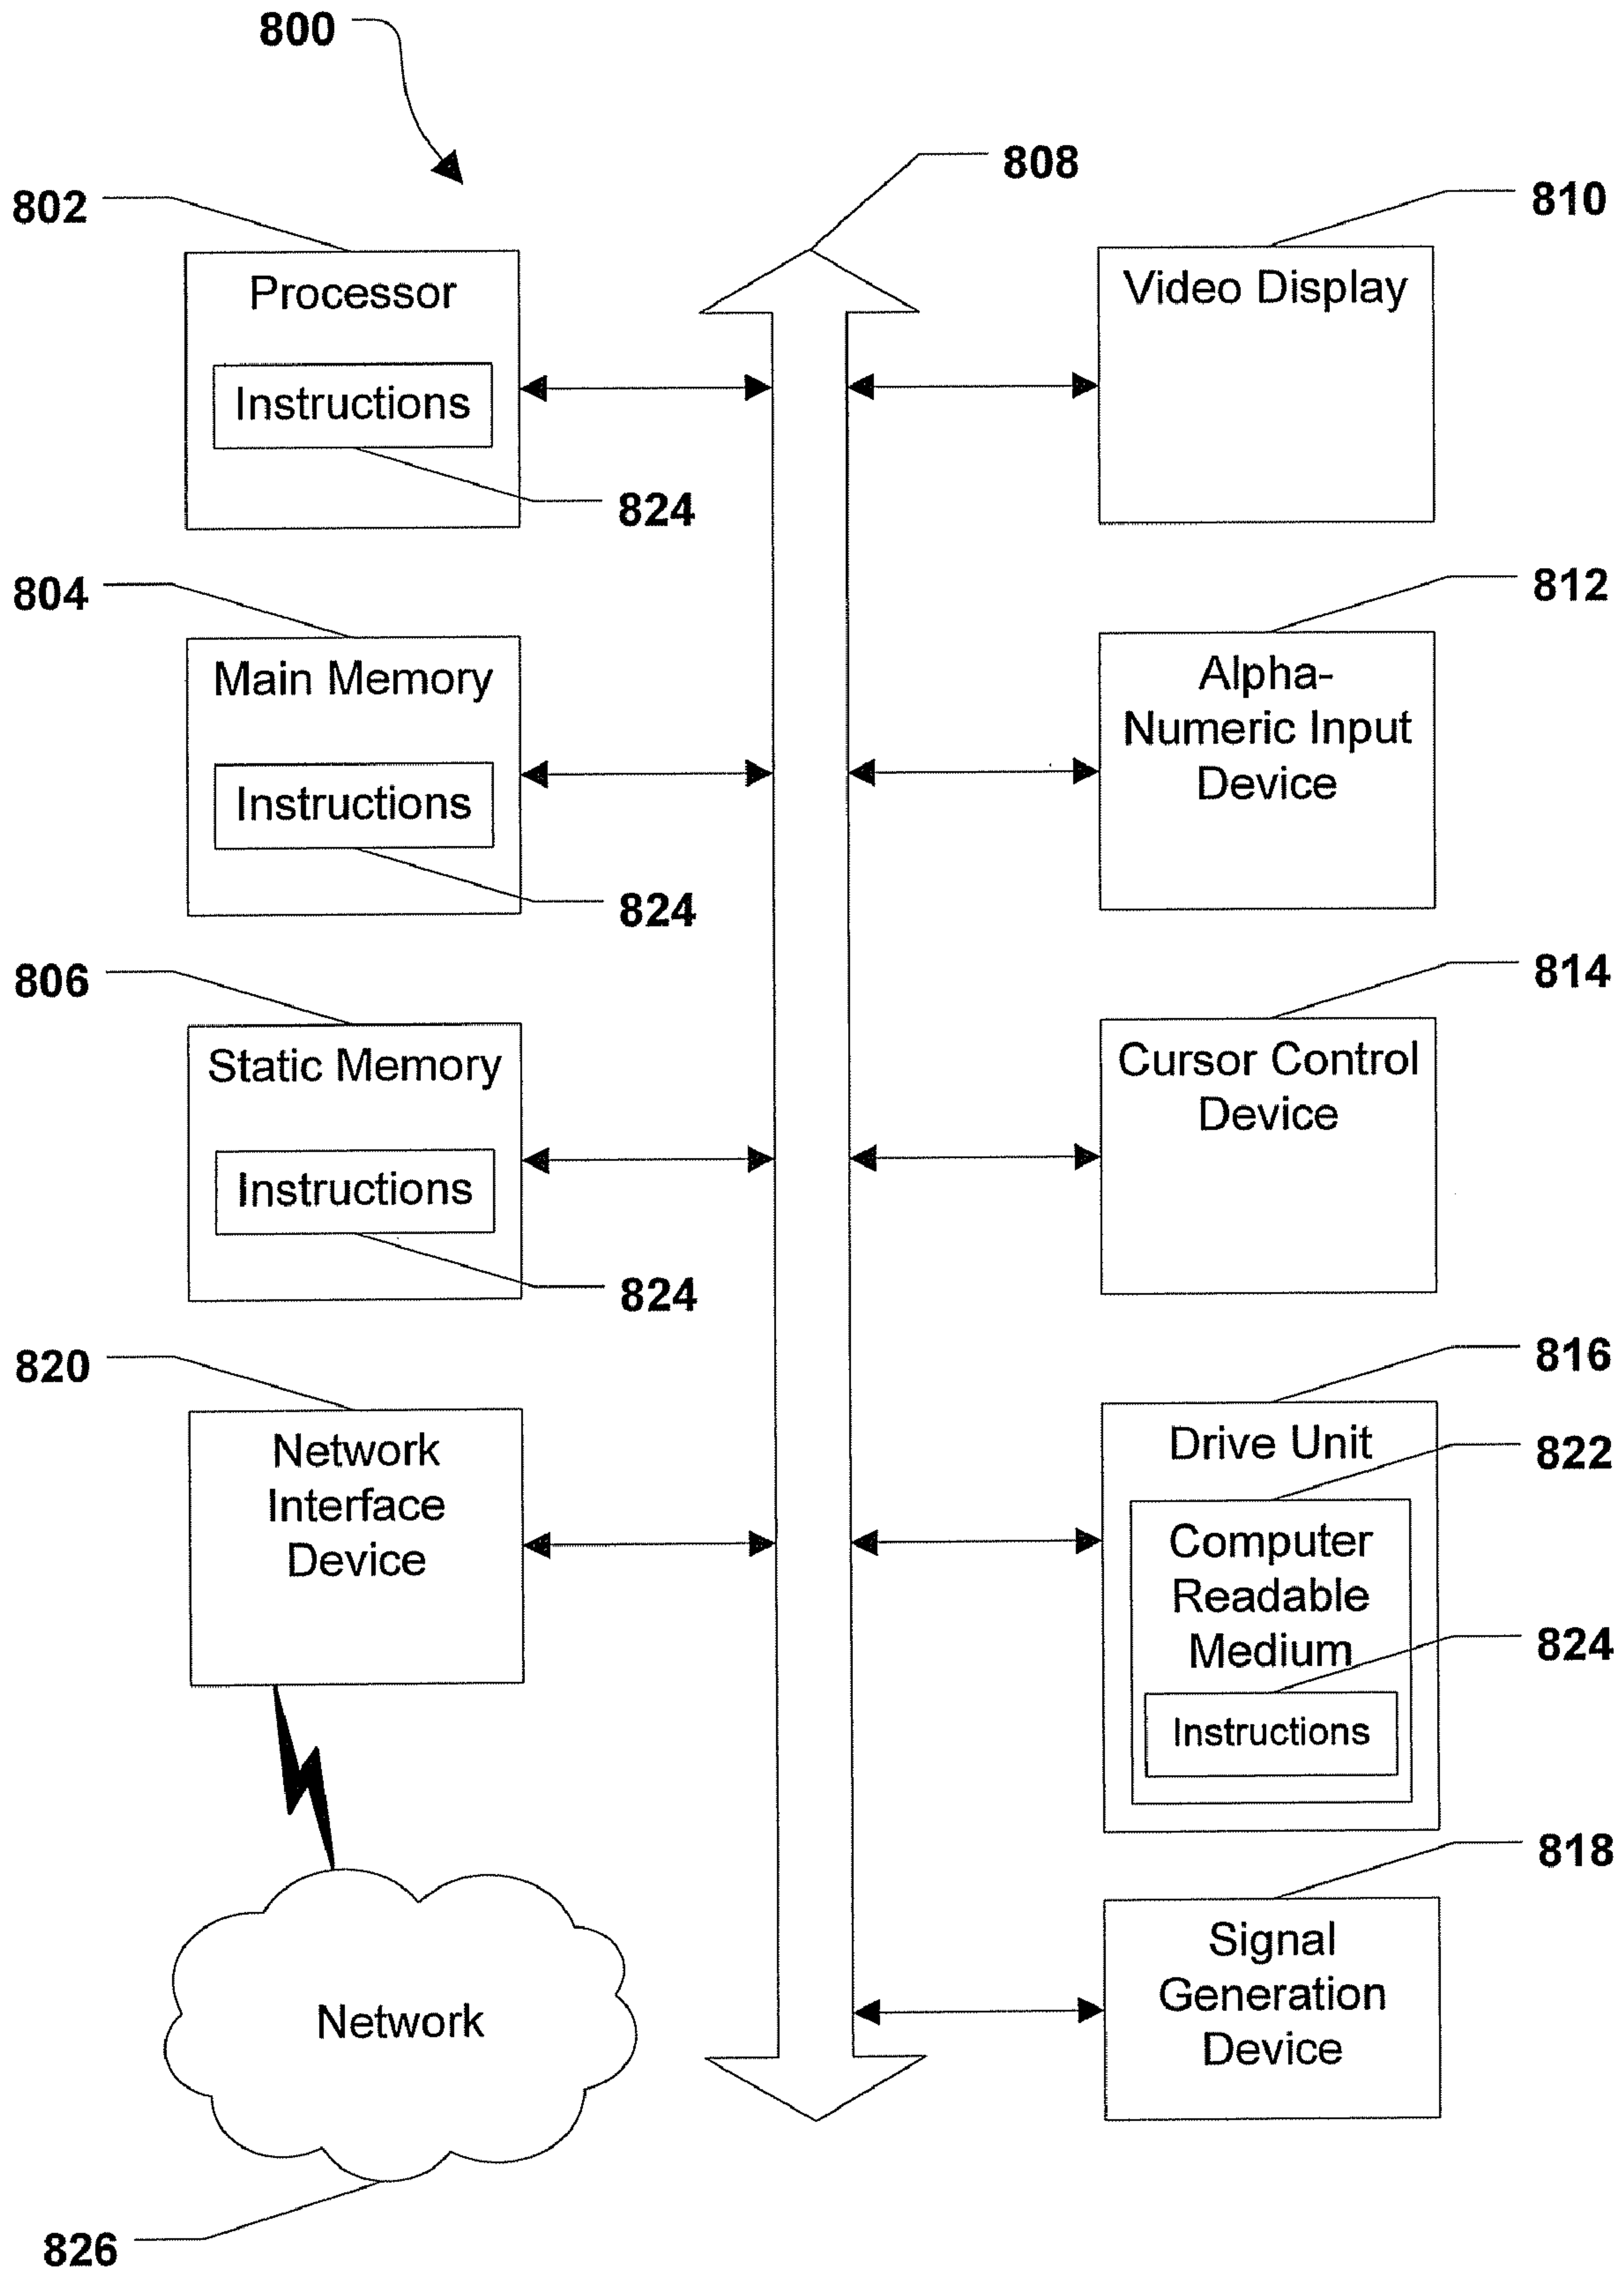 800
808
802
810
Processor
Video Display
Instructions
824
804
812
Main Memory
Alpha-
Numeric Input
Device
Instructions
824
806
814
Static Memory
Cursor Control
Device
Instructions
824
820
816
Network
Interface
Device
Drive Unit
822
Computer
Readable
Medium
824
Instructions
818
Signal
Generation
Device
Network
826